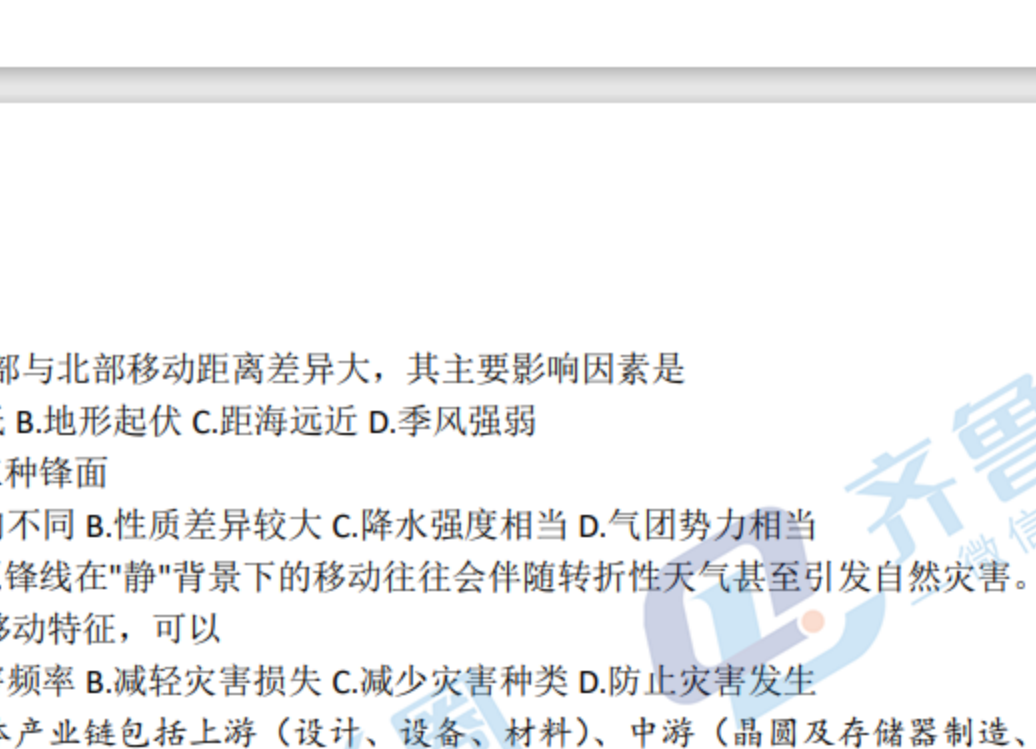 部与北部移动距离差异大，其主要影响因素是
B.地形起伏 C.距海远近 D.季风强弱
种锋面
不同 B.性质差异较大 C.降水强度相当 D.气团势力相当
锋线在"静"背景下的移动往往会伴随转折性天气甚至引发自然灾害。
移动特征，可以
频率 B.减轻灾害损失 C.减少灾害种类 D.防止灾害发生
产业链包括上游（设计、设备、材料）、中游（晶圆及存储器制造、
齐鲁
微信
圈